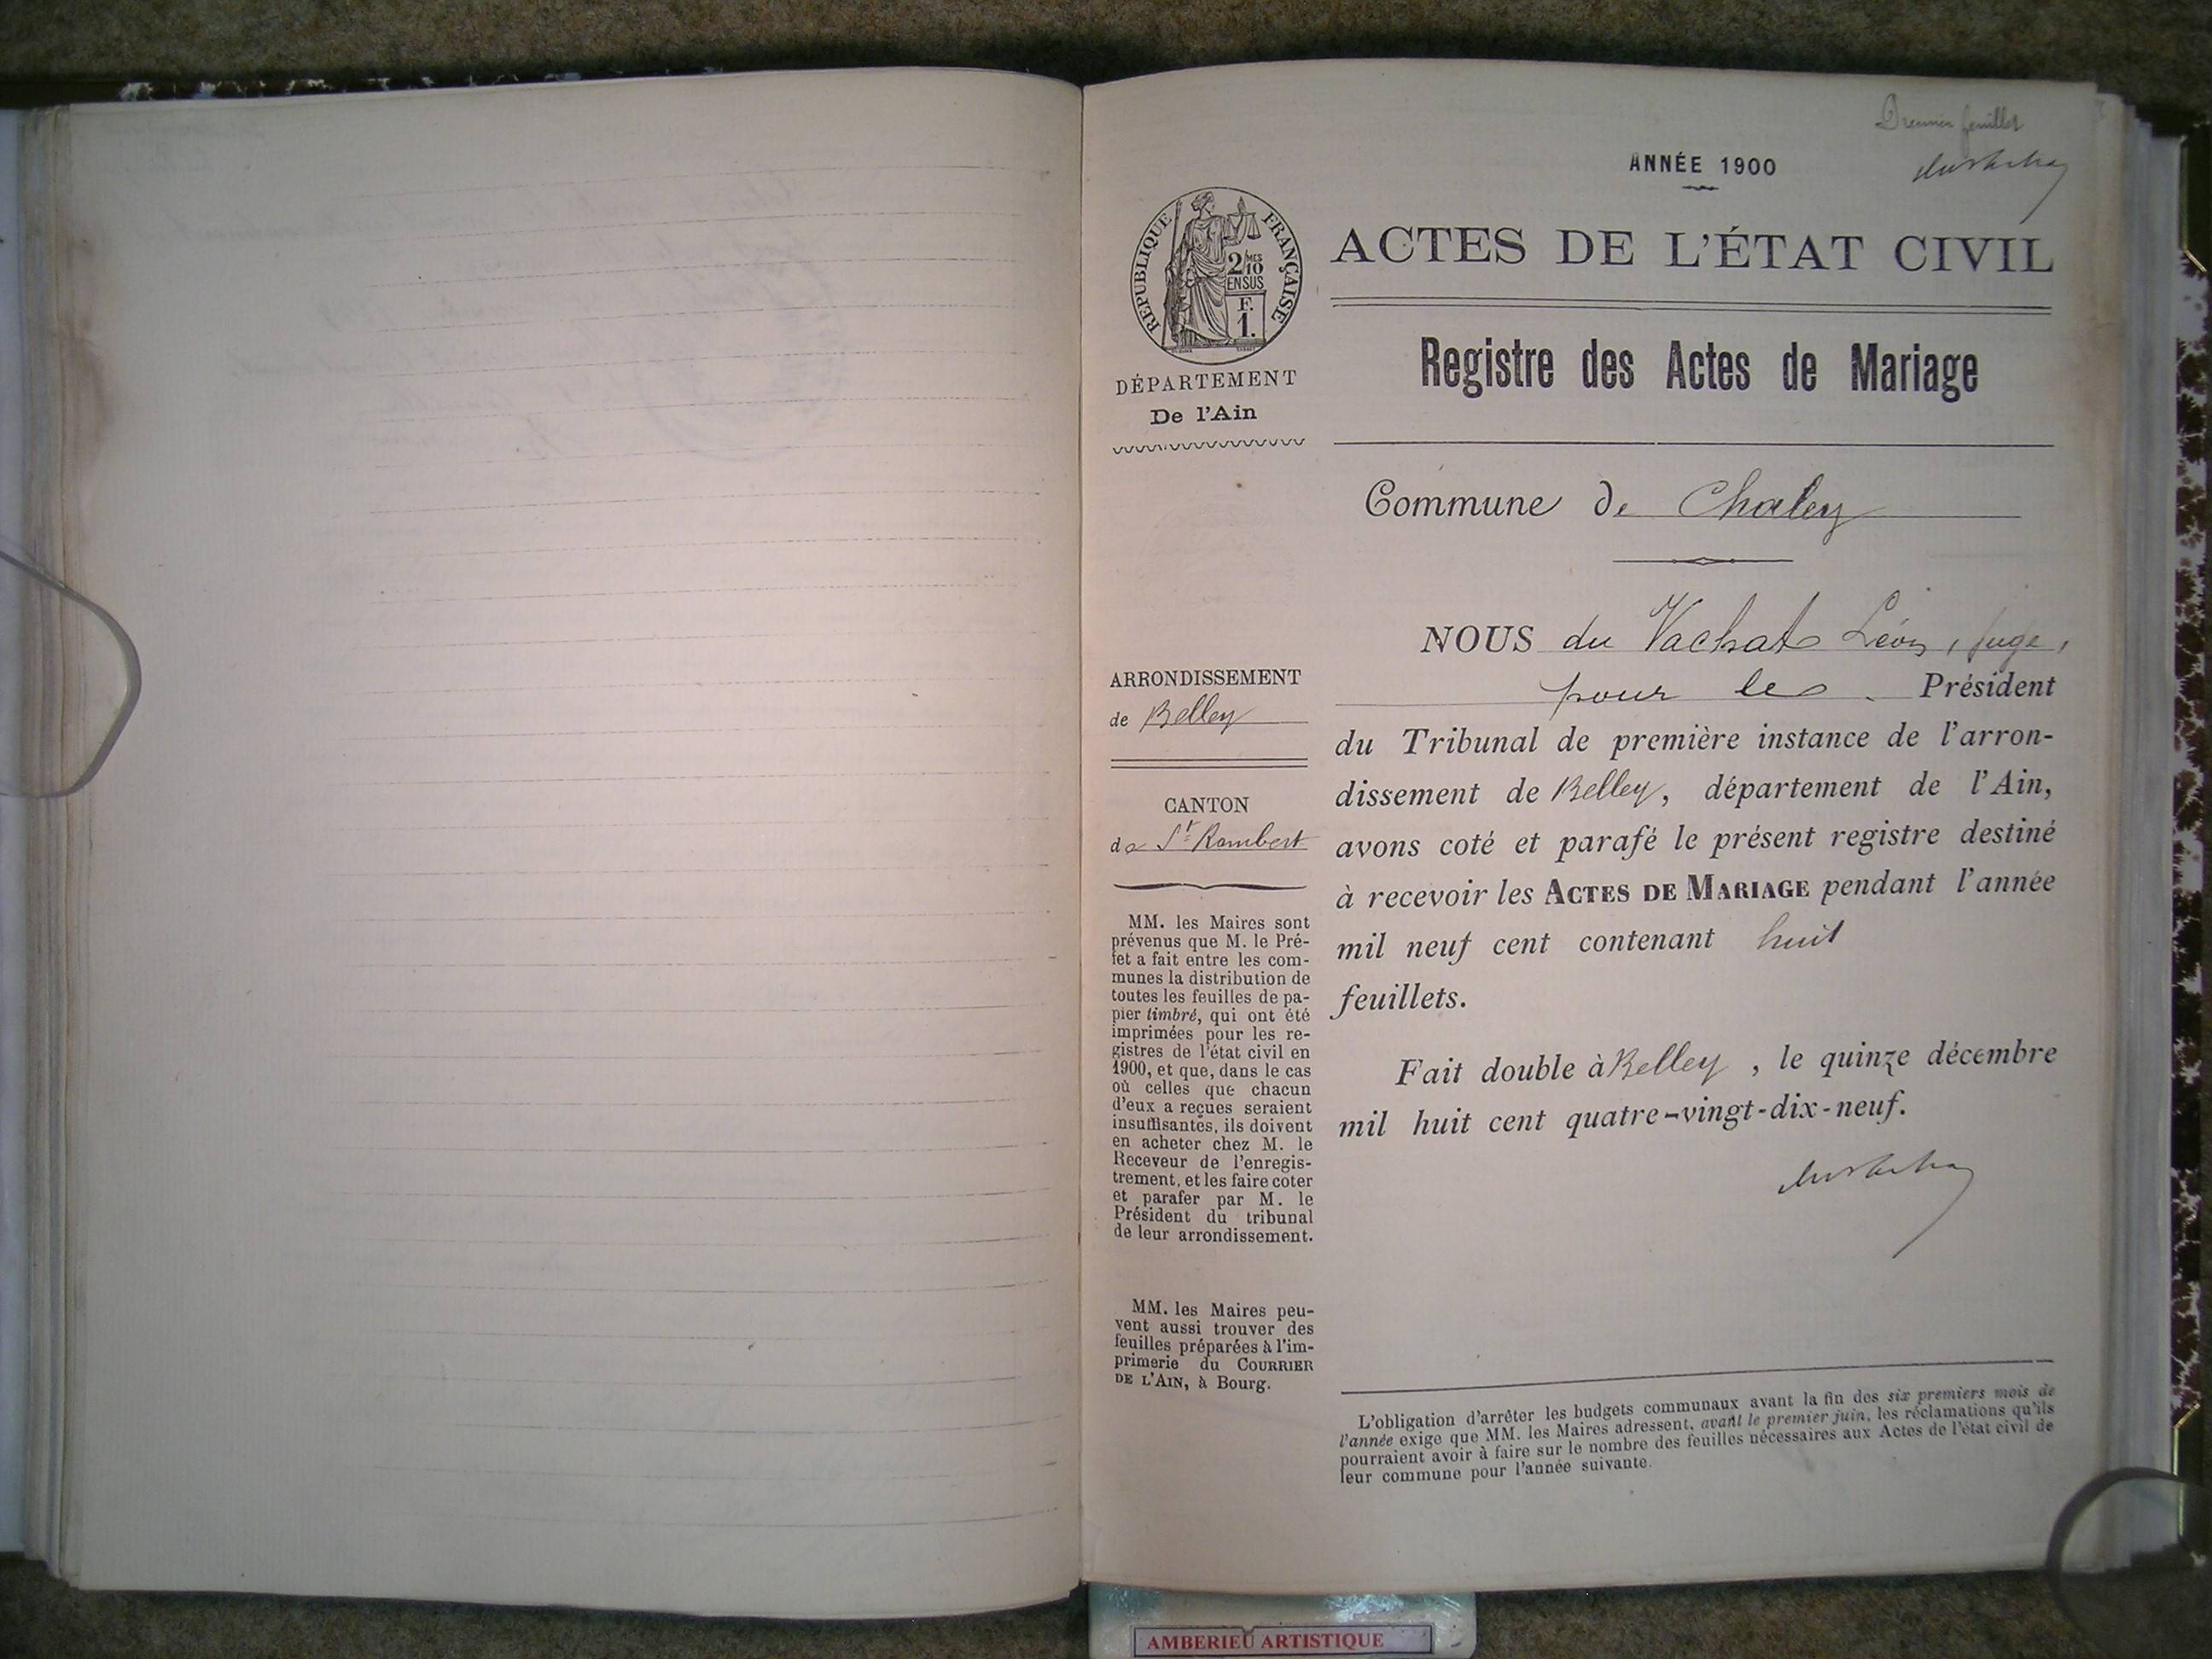 Premier feuillet
ANNÉE 1900
RÉPUBLIQUE FRANÇAISE
2/10 MES
EN SUS
F.
1.
ACTES DE L'ÉTAT CIVIL
Registre des Actes de Mariage
DÉPARTEMENT
De l'Ain
Commune de Chaley
NOUS du Vachat Léon, juge,
pour le Président
du Tribunal de première instance de l'arron-
dissement de Belley, département de l'Ain,
avons coté et parafé le présent registre destiné
à recevoir les ACTES DE MARIAGE pendant l'année
mil neuf cent contenant huit
feuillets.
Fait double à Belley, le quinze décembre
mil huit cent quatre-vingt-dix-neuf.
ARRONDISSEMENT
de Belley
CANTON
de St Rambert
MM. les Maires sont
prévenus que M. le Pré-
fet a fait entre les com-
munes la distribution de
toutes les feuilles de pa-
pier timbré, qui ont été
imprimées pour les re-
gistres de l'état civil en
1900, et que, dans le cas
où celles que chacun
d'eux a reçues seraient
insuffisantes, ils doivent
en acheter chez M. le
Receveur de l'enregis-
trement, et les faire coter
et parafer par M. le
Président du tribunal
de leur arrondissement.
MM. les Maires peu-
vent aussi trouver des
feuilles préparées à l'im-
primerie du COURRIER
DE L'AIN, à Bourg.
L'obligation d'arrêter les budgets communaux avant la fin des six premiers mois de
l'année exige que MM. les Maires adressent, avant le premier juin, les réclamations qu'ils
pourraient avoir à faire sur le nombre des feuilles nécessaires aux Actes de l'état civil de
leur commune pour l'année suivante.
AMBERIEU ARTISTIQUE